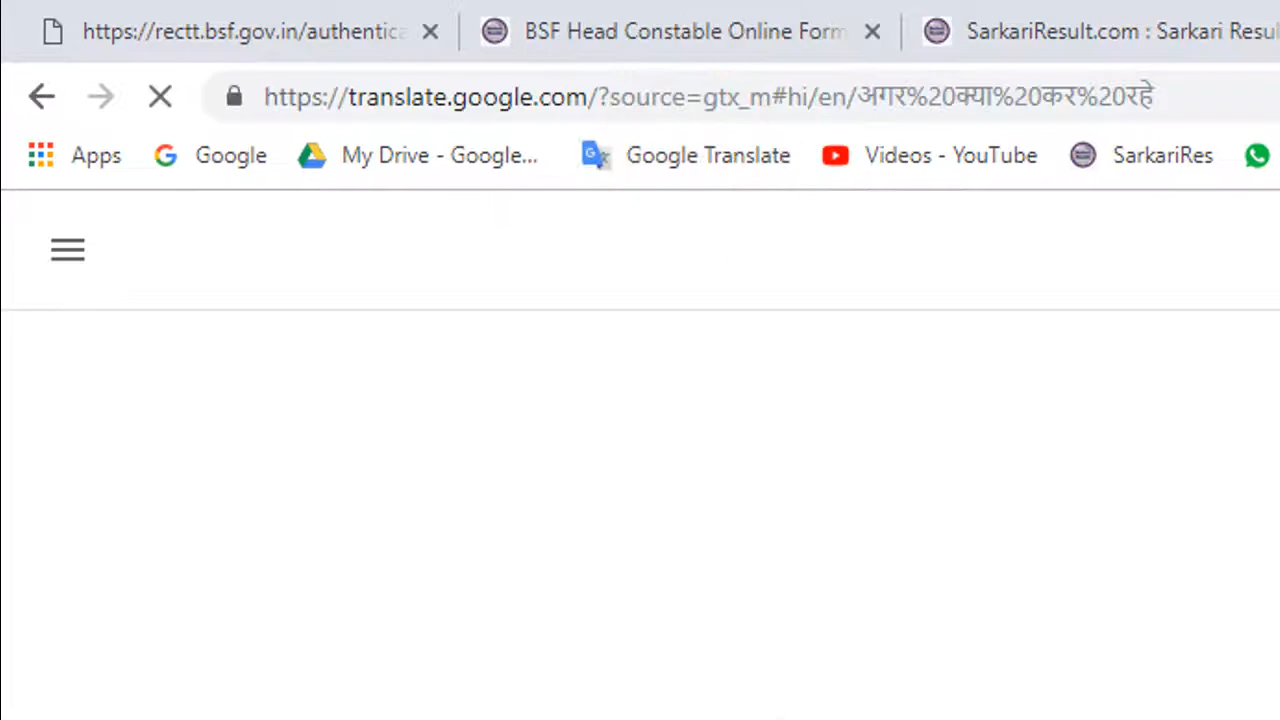 https://rectt.bsf.gov.in/authentica
BSF Head Constable Online Form
SarkariResult.com : Sarkari Resu
https://translate.google.com/?source=gtx_m#hi/en/अगर%20क्या%20कर%20रहे
Apps Google My Drive - Google... Google Translate Videos - YouTube SarkariRes